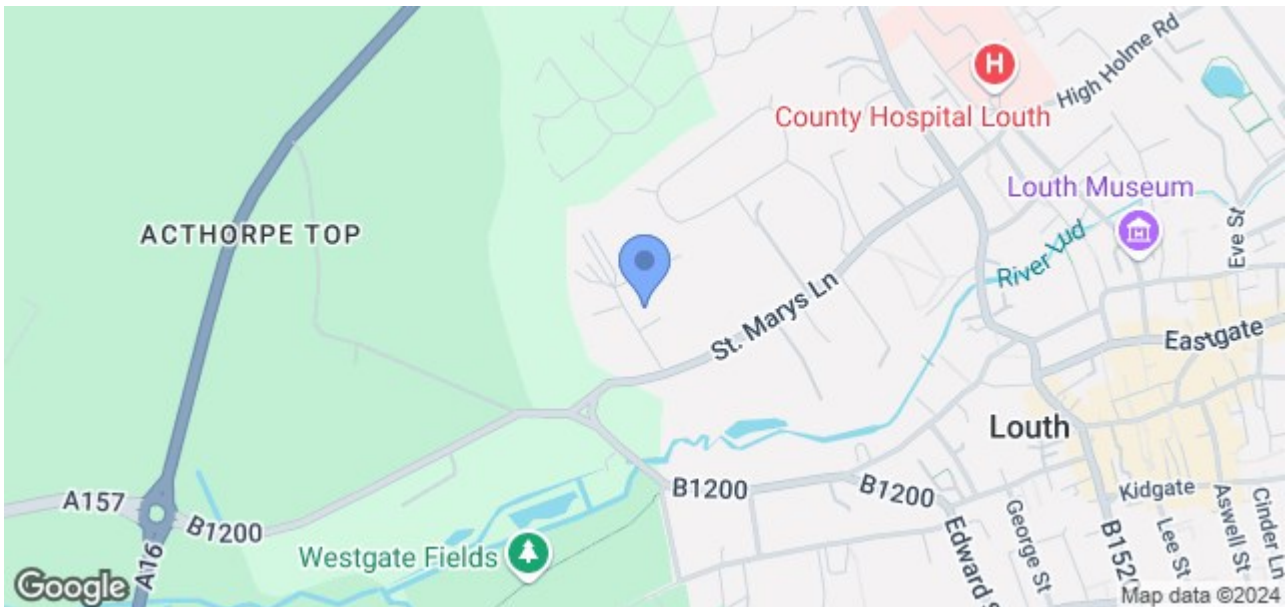 High Holme Rd
H
County Hospital Louth
Louth Museum
ACTHORPE TOP
River Lud
Eve St
St. Marys Ln
Eastgate
Louth
A157
B1200
B1200
B1200
Kidgate
Westgate Fields
A16
Edward S
George St
B1520
Lee St
Aswell St
Cinder Ln
Google
Map data ©2024